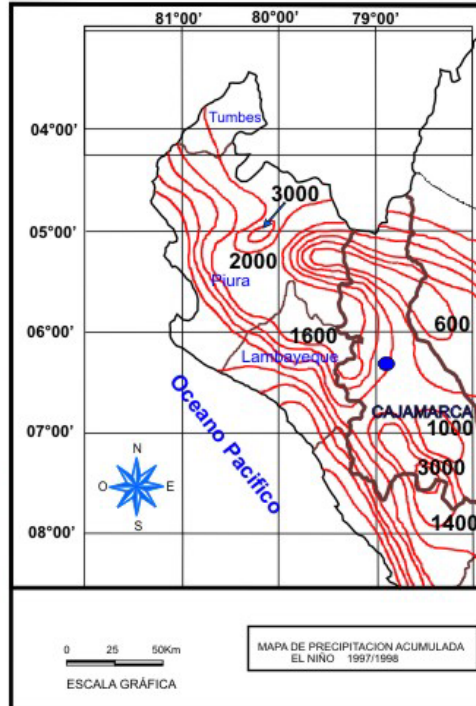 81°00' 80°00' 79°00'
Tumbes
04°00'
3000
05°00'
2000
Piura
1600
600
06°00'
Lambayeque
Oceano Pacifico
CAJAMARCA
1000
07°00'
N
3000
O E
S
1400
08°00'
0 25 50Km
ESCALA GRÁFICA
MAPA DE PRECIPITACION ACUMULADA
EL NIÑO 1997/1998